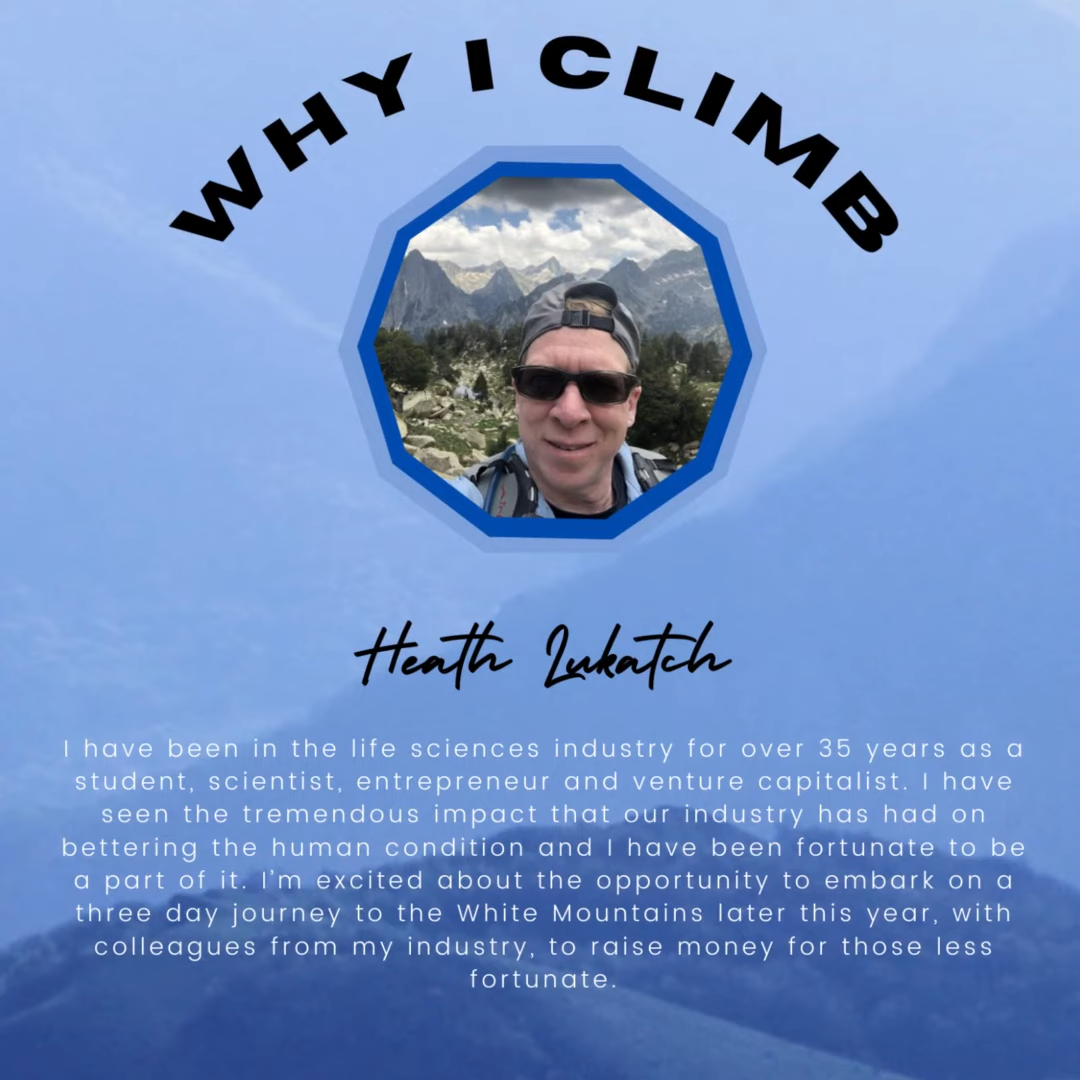 WHY I CLIMB
Heath Lukatch
I have been in the life sciences industry for over 35 years as a
student, scientist, entrepreneur and venture capitalist. I have
seen the tremendous impact that our industry has had on
bettering the human condition and I have been fortunate to be
a part of it. I'm excited about the opportunity to embark on a
three day journey to the White Mountains later this year, with
colleagues from my industry, to raise money for those less
fortunate.